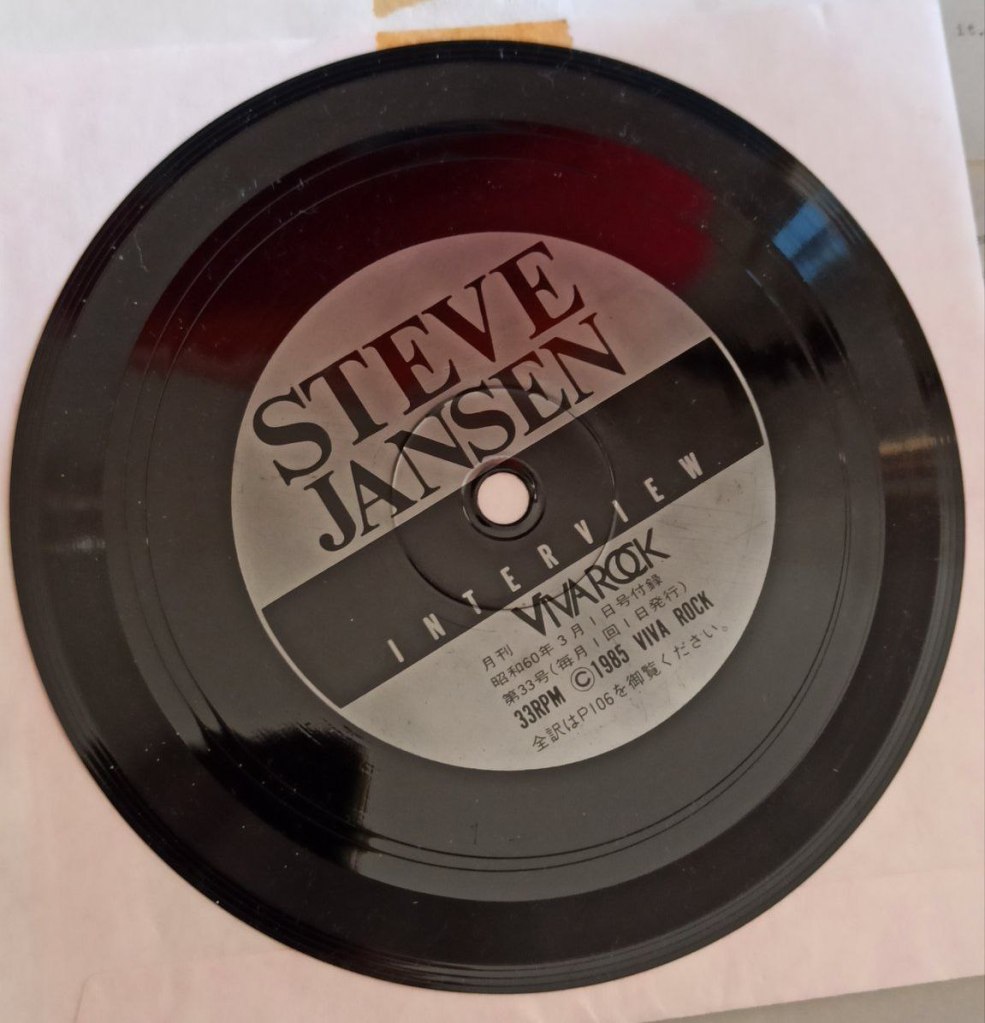 STEVE
JANSEN
INTERVIEW
VIVA ROCK
月刊
昭和60年3月1日号付録
第33号(毎月1回1日発行)
33RPM ©1985 VIVA ROCK
全訳はP106を御覧ください。
it.